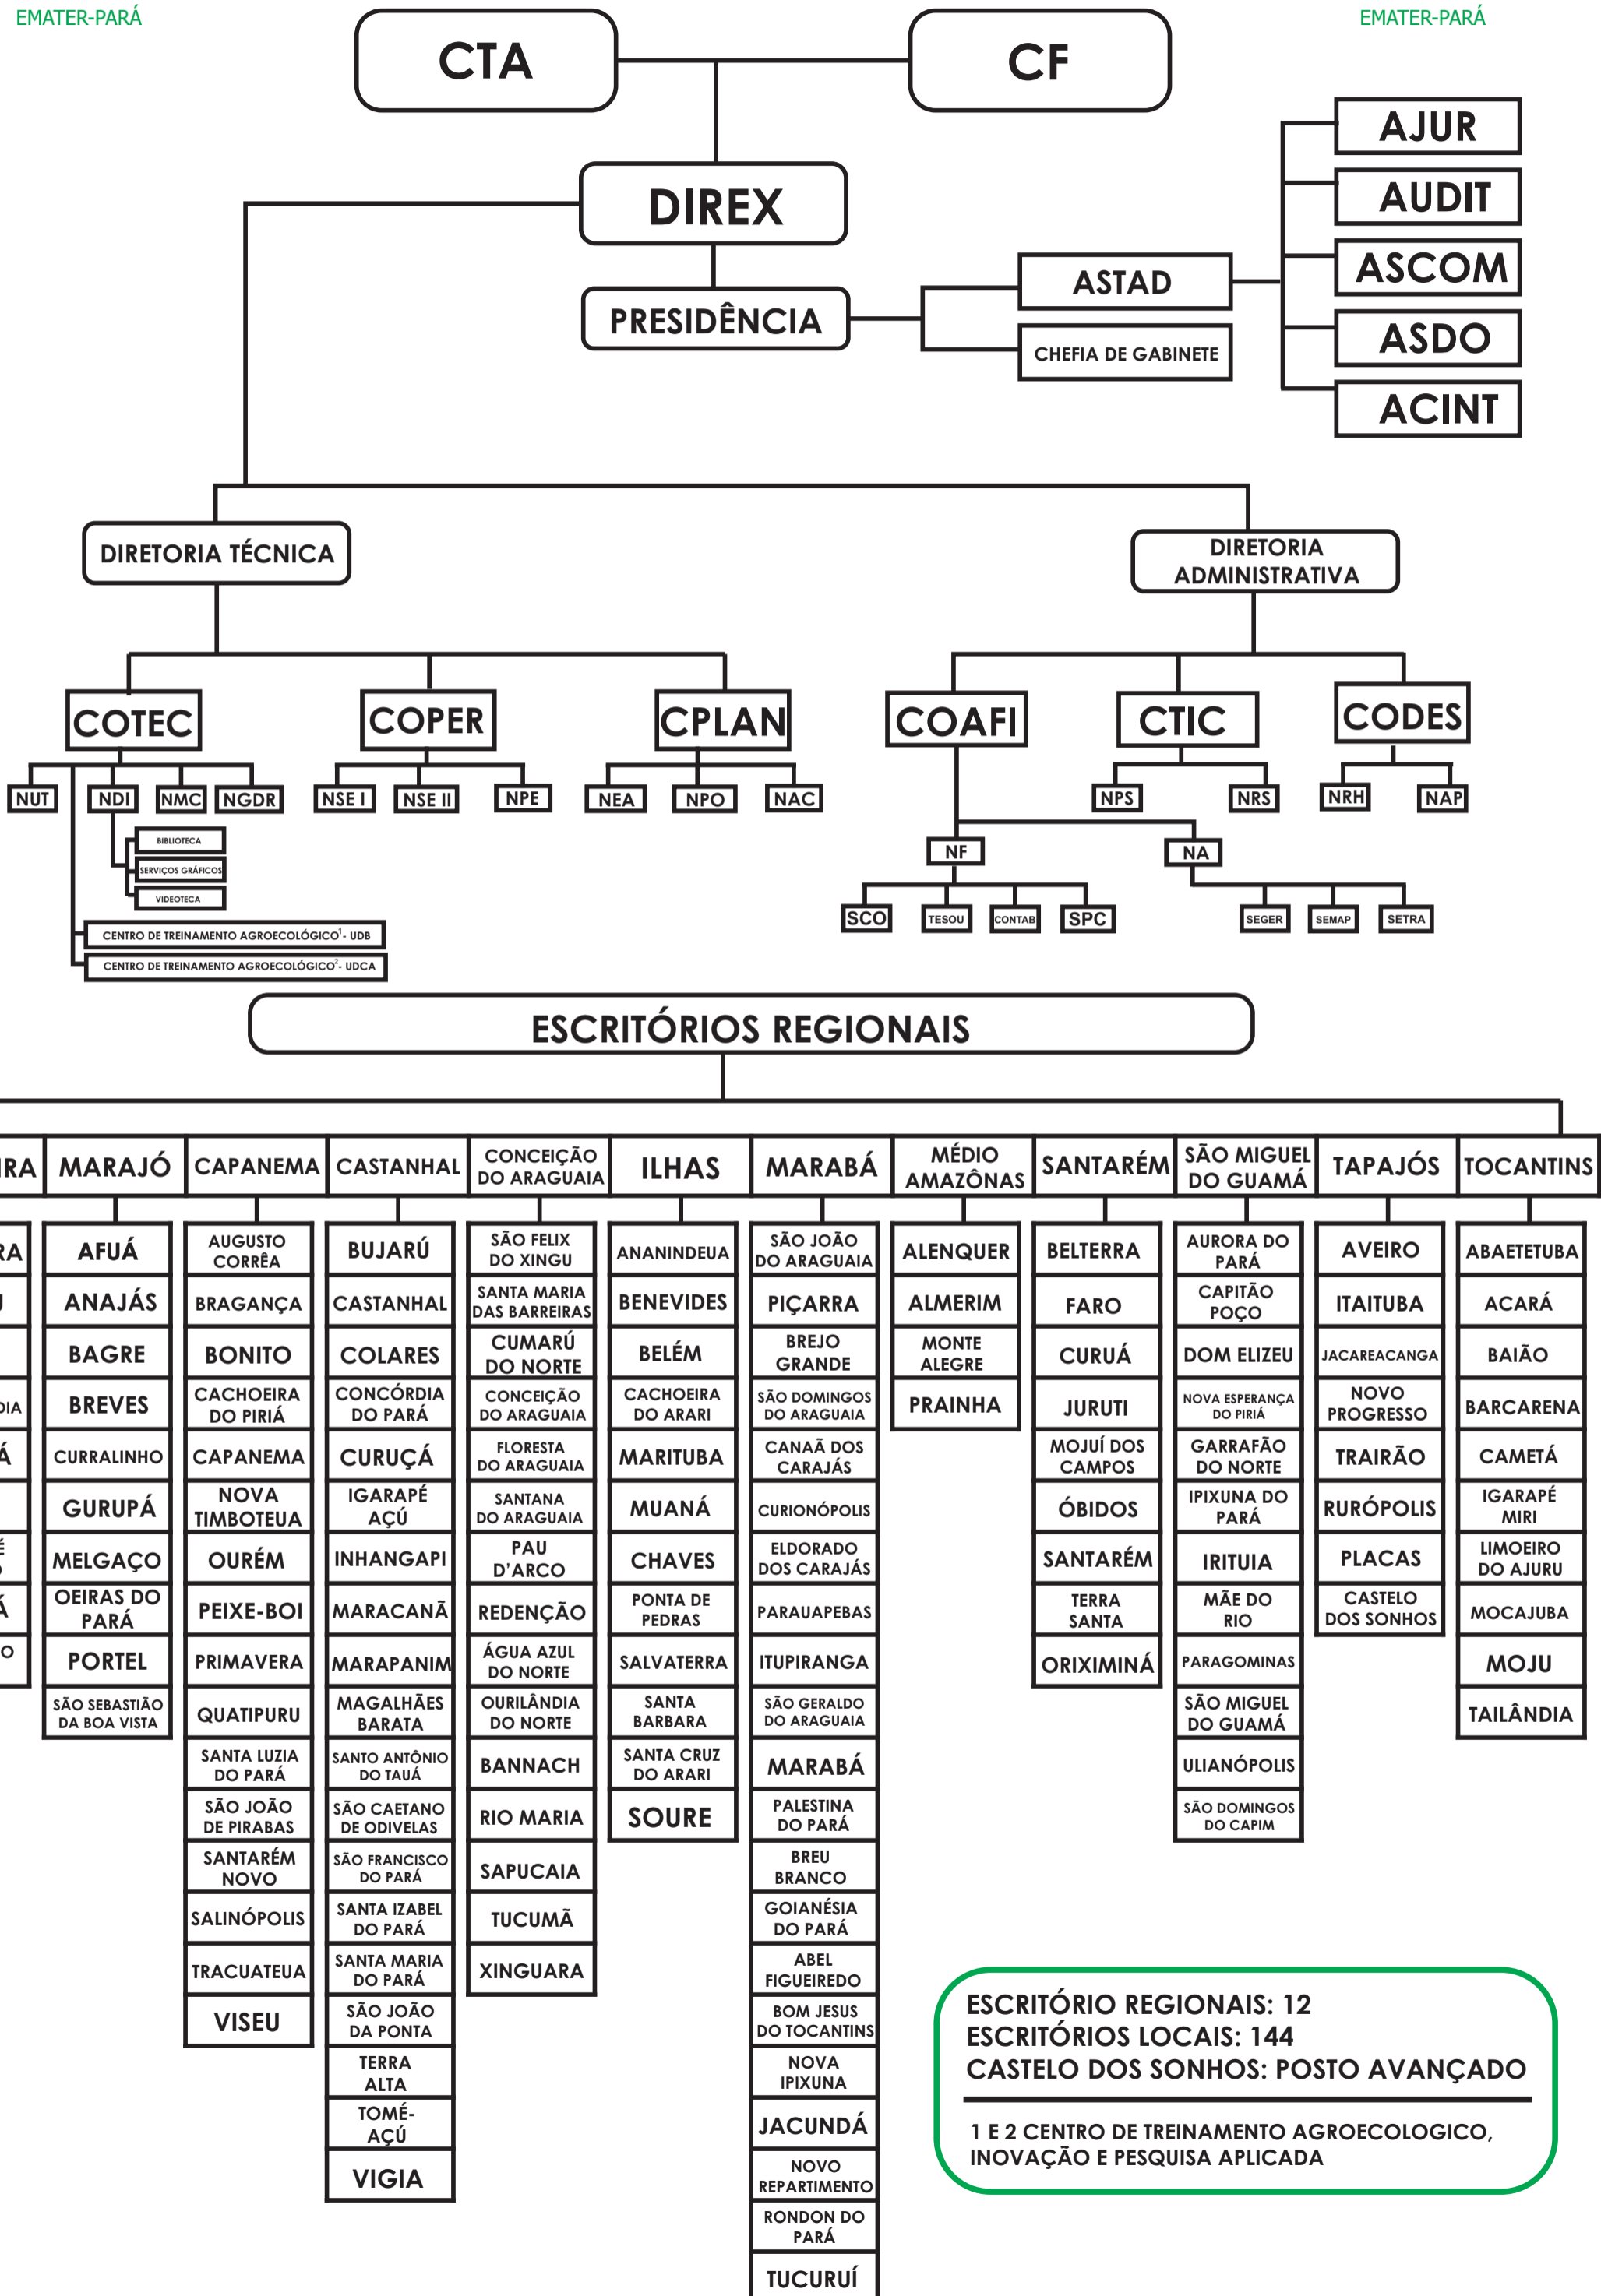 EMATER-PARÁ
EMATER-PARÁ
CTA
CF
AJUR
AUDIT
ASCOM
ASDO
ACINT
DIREX
PRESIDÊNCIA
ASTAD
CHEFIA DE GABINETE
DIRETORIA TÉCNICA
DIRETORIA
ADMINISTRATIVA
COTEC
COPER
CPLAN
COAFI
CTIC
CODES
NUT
NDI
NMC
NGDR
NSE I
NSE II
NPE
NEA
NPO
NAC
NPS
NRS
NRH
NAP
BIBLIOTECA
SERVIÇOS GRÁFICOS
VIDEOTECA
NF
NA
SCO
TESOU
CONTAB
SPC
SEGER
SEMAP
SETRA
CENTRO DE TREINAMENTO AGROECOLÓGICO¹- UDB
CENTRO DE TREINAMENTO AGROECOLÓGICO²- UDCA
ESCRITÓRIOS REGIONAIS
MARAJÓ
AFUÁ
ANAJÁS
BAGRE
BREVES
CURRALINHO
GURUPÁ
MELGAÇO
OEIRAS DO
PARÁ
PORTEL
SÃO SEBASTIÃO
DA BOA VISTA
CAPANEMA
AUGUSTO
CORRÊA
BRAGANÇA
BONITO
CACHOEIRA
DO PIRIÁ
CAPANEMA
NOVA
TIMBOTEUA
OURÉM
PEIXE-BOI
PRIMAVERA
QUATIPURU
SANTA LUZIA
DO PARÁ
SÃO JOÃO
DE PIRABAS
SANTARÉM
NOVO
SALINÓPOLIS
TRACUATEUA
VISEU
CASTANHAL
BUJARÚ
CASTANHAL
COLARES
CONCÓRDIA
DO PARÁ
CURUÇÁ
IGARAPÉ
AÇÚ
INHANGAPI
MARACANÃ
MARAPANIM
MAGALHÃES
BARATA
SANTO ANTÔNIO
DO TAUÁ
SÃO CAETANO
DE ODIVELAS
SÃO FRANCISCO
DO PARÁ
SANTA IZABEL
DO PARÁ
SANTA MARIA
DO PARÁ
SÃO JOÃO
DA PONTA
TERRA
ALTA
TOMÉ-
AÇÚ
VIGIA
CONCEIÇÃO
DO ARAGUAIA
SÃO FELIX
DO XINGU
SANTA MARIA
DAS BARREIRAS
CUMARÚ
DO NORTE
CONCEIÇÃO
DO ARAGUAIA
FLORESTA
DO ARAGUAIA
SANTANA
DO ARAGUAIA
PAU
D'ARCO
REDENÇÃO
ÁGUA AZUL
DO NORTE
OURILÂNDIA
DO NORTE
BANNACH
RIO MARIA
SAPUCAIA
TUCUMÃ
XINGUARA
ILHAS
ANANINDEUA
BENEVIDES
BELÉM
CACHOEIRA
DO ARARI
MARITUBA
MUANÁ
CHAVES
PONTA DE
PEDRAS
SALVATERRA
SANTA
BARBARA
SANTA CRUZ
DO ARARI
SOURE
MARABÁ
SÃO JOÃO
DO ARAGUAIA
PIÇARRA
BREJO
GRANDE
SÃO DOMINGOS
DO ARAGUAIA
CANAÃ DOS
CARAJÁS
CURIONÓPOLIS
ELDORADO
DOS CARAJÁS
PARAUAPEBAS
ITUPIRANGA
SÃO GERALDO
DO ARAGUAIA
MARABÁ
PALESTINA
DO PARÁ
BREU
BRANCO
GOIANÉSIA
DO PARÁ
ABEL
FIGUEIREDO
BOM JESUS
DO TOCANTINS
NOVA
IPIXUNA
JACUNDÁ
NOVO
REPARTIMENTO
RONDON DO
PARÁ
TUCURUÍ
MÉDIO
AMAZÔNAS
ALENQUER
ALMERIM
MONTE
ALEGRE
PRAINHA
SANTARÉM
BELTERRA
FARO
CURUÁ
JURUTI
MOJUÍ DOS
CAMPOS
ÓBIDOS
SANTARÉM
TERRA
SANTA
ORIXIMINÁ
SÃO MIGUEL
DO GUAMÁ
AURORA DO
PARÁ
CAPITÃO
POÇO
DOM ELIZEU
NOVA ESPERANÇA
DO PIRIÁ
GARRAFÃO
DO NORTE
IPIXUNA DO
PARÁ
IRITUIA
MÃE DO
RIO
PARAGOMINAS
SÃO MIGUEL
DO GUAMÁ
ULIANÓPOLIS
SÃO DOMINGOS
DO CAPIM
TAPAJÓS
AVEIRO
ITAITUBA
JACAREACANGA
NOVO
PROGRESSO
TRAIRÃO
RURÓPOLIS
PLACAS
CASTELO
DOS SONHOS
TOCANTINS
ABAETETUBA
ACARÁ
BAIÃO
BARCARENA
CAMETÁ
IGARAPÉ
MIRI
LIMOEIRO
DO AJURU
MOCAJUBA
MOJU
TAILÂNDIA
ESCRITÓRIO REGIONAIS: 12
ESCRITÓRIOS LOCAIS: 144
CASTELO DOS SONHOS: POSTO AVANÇADO
1 E 2 CENTRO DE TREINAMENTO AGROECOLOGICO,
INOVAÇÃO E PESQUISA APLICADA